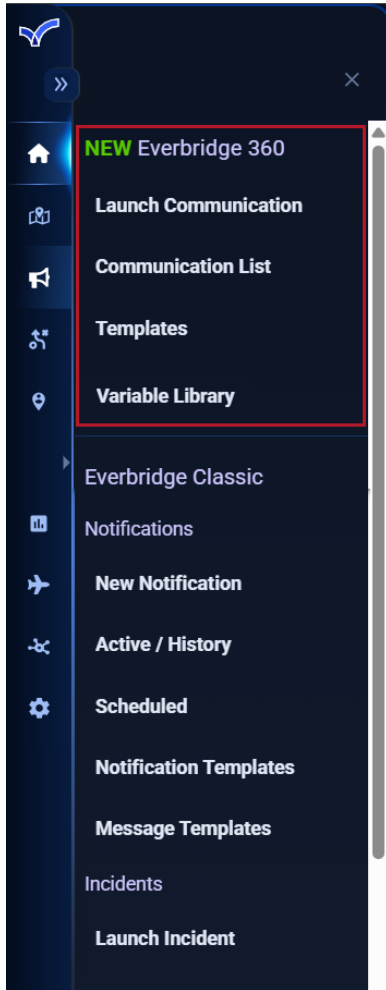 NEW Everbridge 360
Launch Communication
Communication List
Templates
Variable Library
Everbridge Classic
Notifications
New Notification
Active / History
Scheduled
Notification Templates
Message Templates
Incidents
Launch Incident